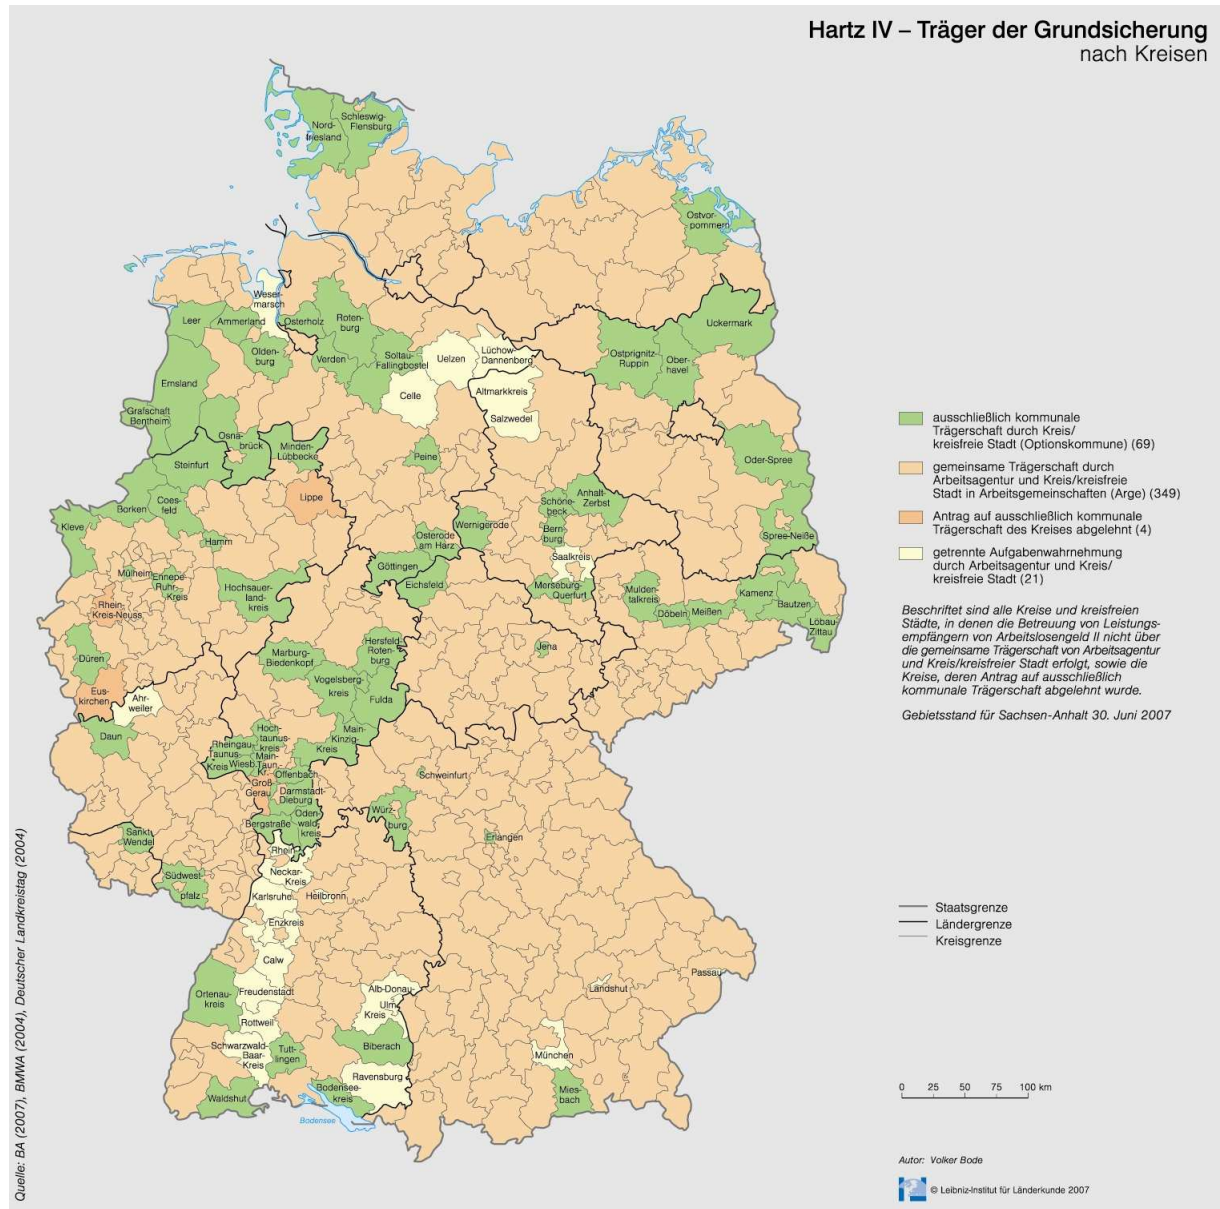 Hartz IV – Träger der Grundsicherung
nach Kreisen
Nord-
friesland
Schleswig-
Flensburg
Ostvor-
pommern
Weser-
marsch
Leer
Ammerland
Osterholz
Roten-
burg
Uckermark
Olden-
burg
Verden
Soltau-
Fallingbostel
Uelzen
Lüchow-
Dannenberg
Ostprignitz
Ruppin
Ober-
havel
Emsland
Celle
Altmarkkreis
Salzwedel
Grafschaft
Bentheim
Osna-
brück
Minden-
Lübbecke
Peine
Steinfurt
Oder-Spree
Lippe
Borken
Coes-
feld
Schöne-
beck
Anhalt-
Zerbst
Kleve
Hamm
Osterode
am Harz
Wernigerode
Bern-
burg
Spree-Neiße
Göttingen
Saalkreis
Mülheim
Ennepe-
Ruhr-
Kreis
Hochsauer-
land-
kreis
Eichsfeld
Merseburg-
Querfurt
Mulden-
talkreis
Döbeln
Meißen
Kamenz
Bautzen
Löbau-
Zittau
Rhein-
Kreis-Neuss
Düren
Marburg-
Biedenkopf
Hersfeld-
Roten-
burg
Jena
Vogelsberg-
kreis
Fulda
Eus-
kirchen
Ahr-
weiler
Daun
Hoch-
taunus-
kreis
Main-
Kinzig-
Kreis
Rheingau-
Taunus-
Kreis
Wiesb.
Main-
Taun.-
Kr.
Offenbach
Groß-
Gerau
Darmstadt-
Dieburg
Schweinfurt
Bergstraße
Oden-
wald-
kreis
Würz-
burg
Erlangen
Sankt
Wendel
Rhein-
Neckar-
Kreis
Südwest-
pfalz
Karlsruhe
Heilbronn
Enzkreis
Calw
Ortenau-
kreis
Freudenstadt
Alb-Donau-
Ulm
Kreis
Landshut
Passau
Rottweil
Schwarzwald-
Baar-
Kreis
Tutt-
lingen
Biberach
München
Ravensburg
Waldshut
Bodensee-
kreis
Mies-
bach
Bodensee
ausschließlich kommunale
Trägerschaft durch Kreis/
kreisfreie Stadt (Optionskommune) (69)
gemeinsame Trägerschaft durch
Arbeitsagentur und Kreis/kreisfreie
Stadt in Arbeitsgemeinschaften (Arge) (349)
Antrag auf ausschließlich kommunale
Trägerschaft des Kreises abgelehnt (4)
getrennte Aufgabenwahrnehmung
durch Arbeitsagentur und Kreis/
kreisfreie Stadt (21)
Beschriftet sind alle Kreise und kreisfreien
Städte, in denen die Betreuung von Leistungs-
empfängern von Arbeitslosengeld II nicht über
die gemeinsame Trägerschaft von Arbeitsagentur
und Kreis/kreisfreier Stadt erfolgt, sowie die
Kreise, deren Antrag auf ausschließlich
kommunale Trägerschaft abgelehnt wurde.
Gebietsstand für Sachsen-Anhalt 30. Juni 2007
Staatsgrenze
Ländergrenze
Kreisgrenze
0 25 50 75 100 km
Autor: Volker Bode
© Leibniz-Institut für Länderkunde 2007
Quelle: BA (2007), BMWA (2004), Deutscher Landkreistag (2004)